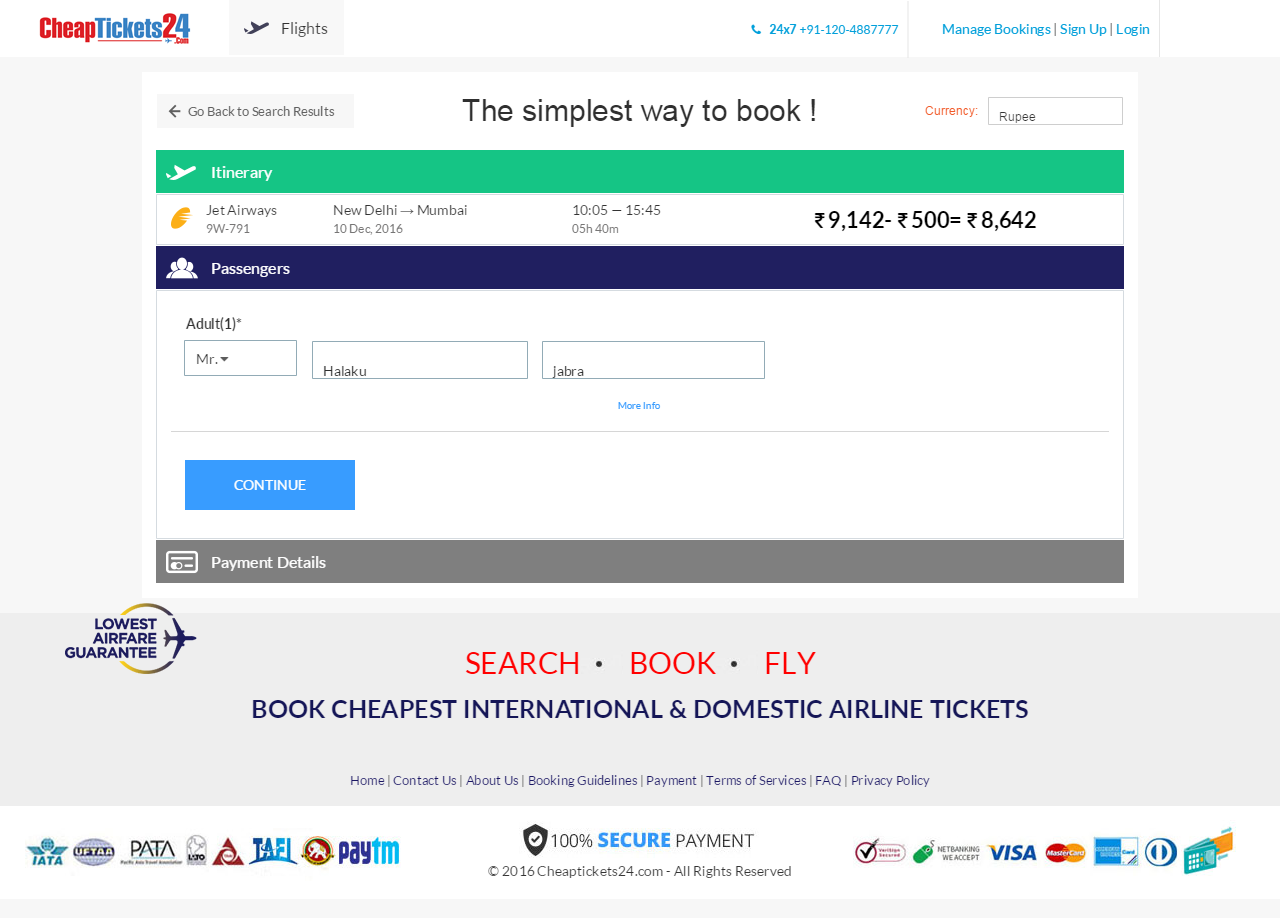 CheapTickets24
.Com
Flights
24x7 +91-120-4887777
Manage Bookings | Sign Up | Login
Go Back to Search Results
The simplest way to book !
Currency:
Rupee
Itinerary
Jet Airways
New Delhi → Mumbai
10:05 — 15:45
₹ 9,142- ₹ 500= ₹ 8,642
9W-791
10 Dec, 2016
05h 40m
Passengers
Adult(1)*
Mr.
Halaku
jabra
More Info
CONTINUE
Payment Details
LOWEST
AIRFARE
GUARANTEE
SEARCH • BOOK • FLY
BOOK CHEAPEST INTERNATIONAL & DOMESTIC AIRLINE TICKETS
Home | Contact Us | About Us | Booking Guidelines | Payment | Terms of Services | FAQ | Privacy Policy
IATA
UFTAA
PATA
Pacific Asia Travel Association
paytm
100% SECURE PAYMENT
© 2016 Cheaptickets24.com - All Rights Reserved
VeriSign
Secured
NETBANKING
WE ACCEPT
VISA
MasterCard